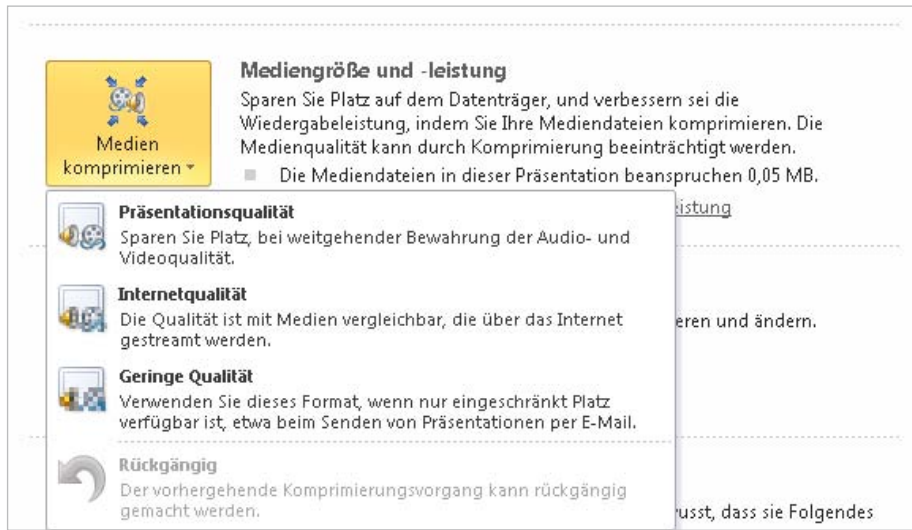 Medien
komprimieren
Mediengröße und -leistung
Sparen Sie Platz auf dem Datenträger, und verbessern sei die
Wiedergabeleistung, indem Sie Ihre Mediendateien komprimieren. Die
Medienqualität kann durch Komprimierung beeinträchtigt werden.
Die Mediendateien in dieser Präsentation beanspruchen 0,05 MB.
eistung
Präsentationsqualität
Sparen Sie Platz, bei weitgehender Bewahrung der Audio- und
Videoqualität.
Internetqualität
Die Qualität ist mit Medien vergleichbar, die über das Internet
gestreamt werden.
eren und ändern.
Geringe Qualität
Verwenden Sie dieses Format, wenn nur eingeschränkt Platz
verfügbar ist, etwa beim Senden von Präsentationen per E-Mail.
Rückgängig
Der vorhergehende Komprimierungsvorgang kann rückgängig
gemacht werden.
usst, dass sie Folgendes